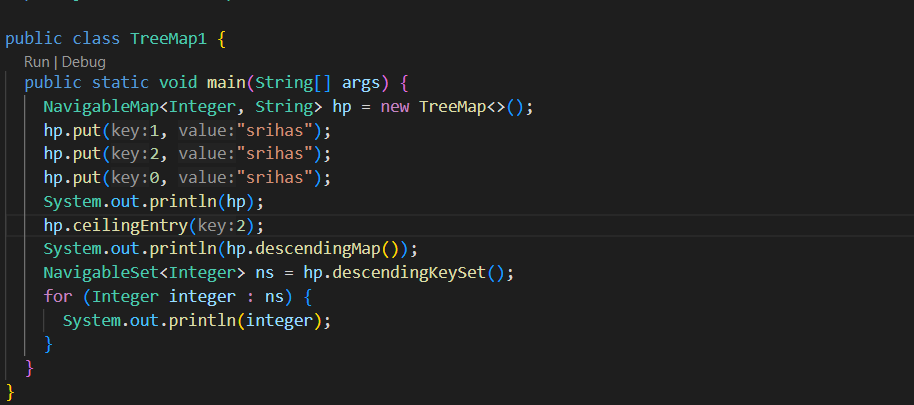 public class TreeMap1 {
Run | Debug
public static void main(String[] args) {
NavigableMap<Integer, String> hp = new TreeMap<>();
hp.put(key:1, value:"srihas");
hp.put(key:2, value:"srihas");
hp.put(key:0, value:"srihas");
System.out.println(hp);
hp.ceilingEntry(key:2);
System.out.println(hp.descendingMap());
NavigableSet<Integer> ns = hp.descendingKeySet();
for (Integer integer : ns) {
System.out.println(integer);
}
}
}